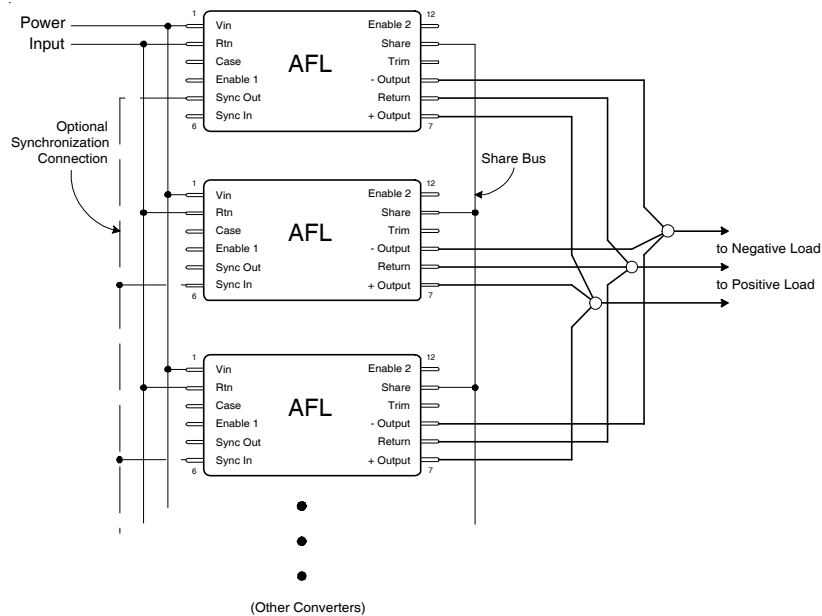 Power
Input
1
12
Vin
Enable 2
Rtn
Share
Case
AFL
Trim
Enable 1
- Output
Sync Out
Return
Sync In
+ Output
6
7
Optional
Synchronization
Connection
Share Bus
1
12
Vin
Enable 2
Rtn
Share
Case
AFL
Trim
Enable 1
- Output
Sync Out
Return
Sync In
+ Output
6
7
to Negative Load
to Positive Load
1
12
Vin
Enable 2
Rtn
Share
Case
AFL
Trim
Enable 1
- Output
Sync Out
Return
Sync In
+ Output
6
7
(Other Converters)